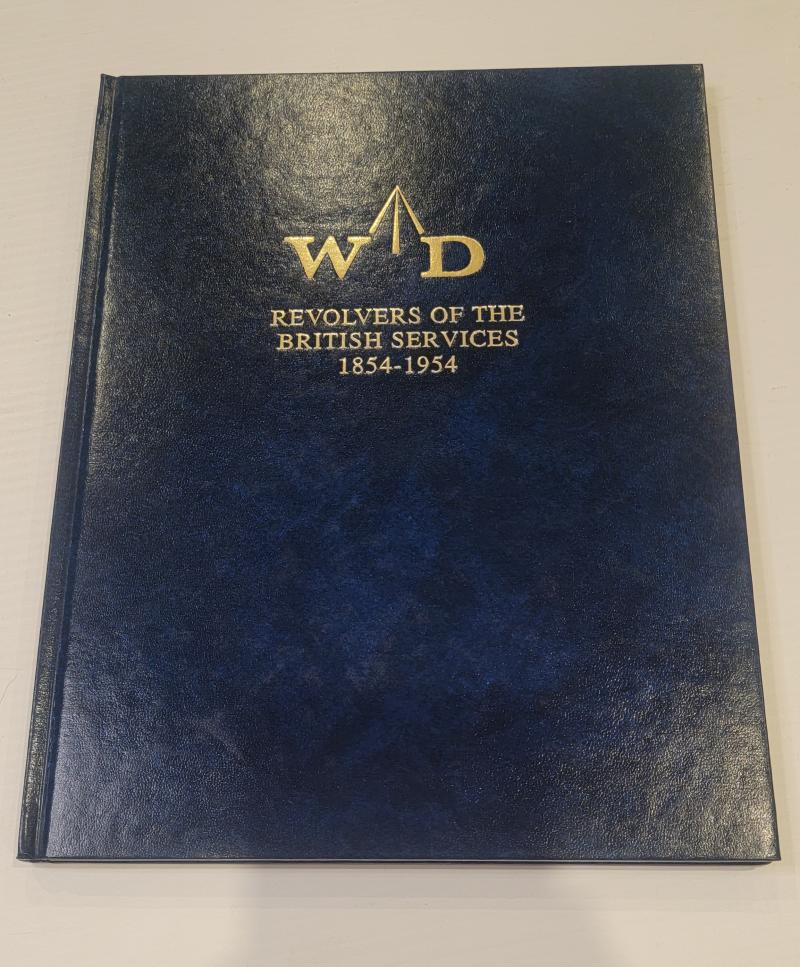 W D
REVOLVERS OF THE
BRITISH SERVICES
1854-1954